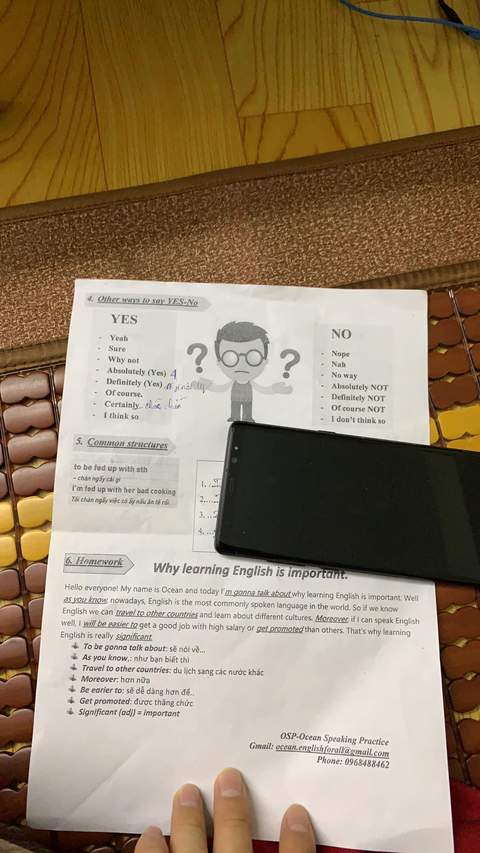 4. Other ways to say YES-No
YES
- Yeah
- Sure
- Why not
- Absolutely (Yes)
- Definitely (Yes)
- Of course.
- Certainly
- I think so
NO
- Nope
- Nah
- No way
- Absolutely NOT
- Definitely NOT
- Of course NOT
- I don't think so
5. Common structures
to be fed up with sth
- chán ngấy cái gì
I'm fed up with her bad cooking
Tôi chán ngấy việc cô ấy nấu ăn tệ rồi
1.
2.
3.
4.
6. Homework
Why learning English is important.
Hello everyone! My name is Ocean and today I'm gonna talk about why learning English is important. Well
as you know, nowadays, English is the most commonly spoken language in the world. So if we know
English we can travel to other countries and learn about different cultures. Moreover, if I can speak English
well, I will be easier to get a good job with high salary or get promoted than others. That's why learning
English is really significant.
To be gonna talk about: sẽ nói về...
As you know,: như bạn biết thì
Travel to other countries: du lịch sang các nước khác
Moreover: hơn nữa
Be earier to: sẽ dễ dàng hơn để..
Get promoted: được thăng chức
Significant (adj) = important
OSP-Ocean Speaking Practice
Gmail: ocean.englishforall@gmail.com
Phone: 0968488462